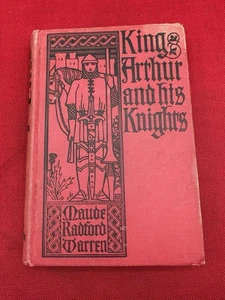 King
Arthur
and his
Knights
Maude
Radford
Warren